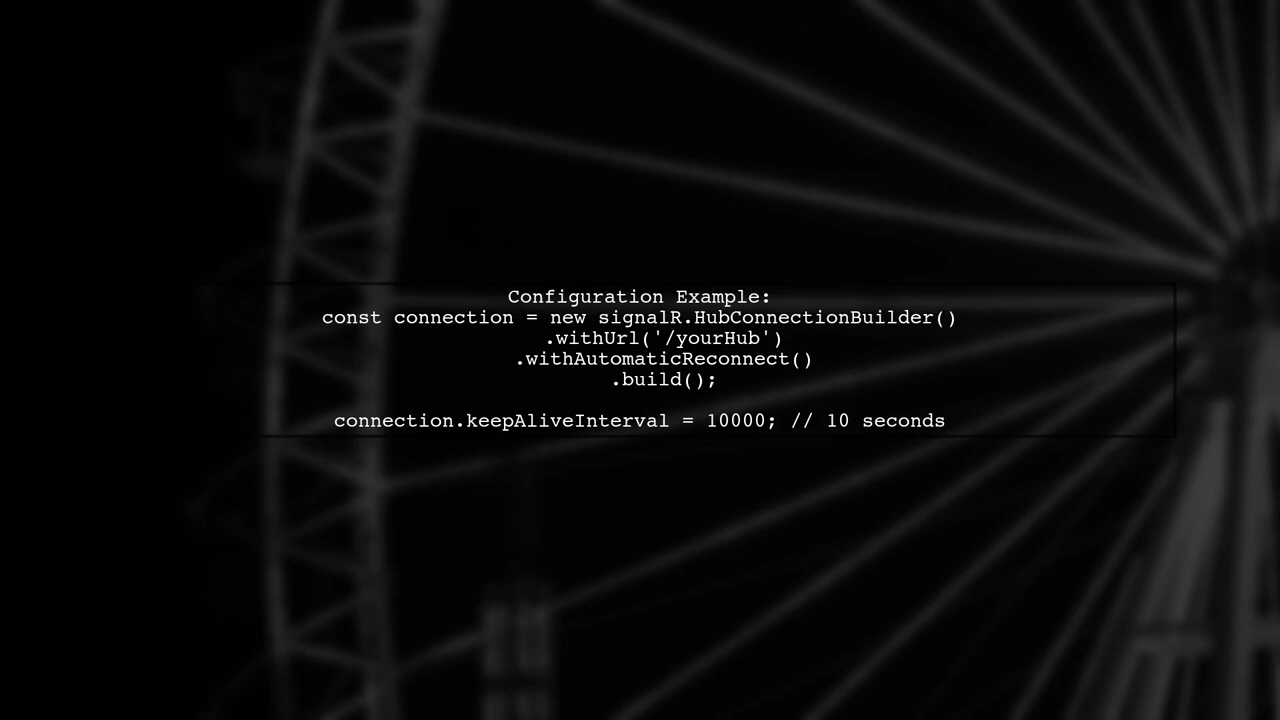 Configuration Example:
const connection = new signalR.HubConnectionBuilder()
.withUrl('/yourHub')
.withAutomaticReconnect()
.build();
connection.keepAliveInterval = 10000; // 10 seconds